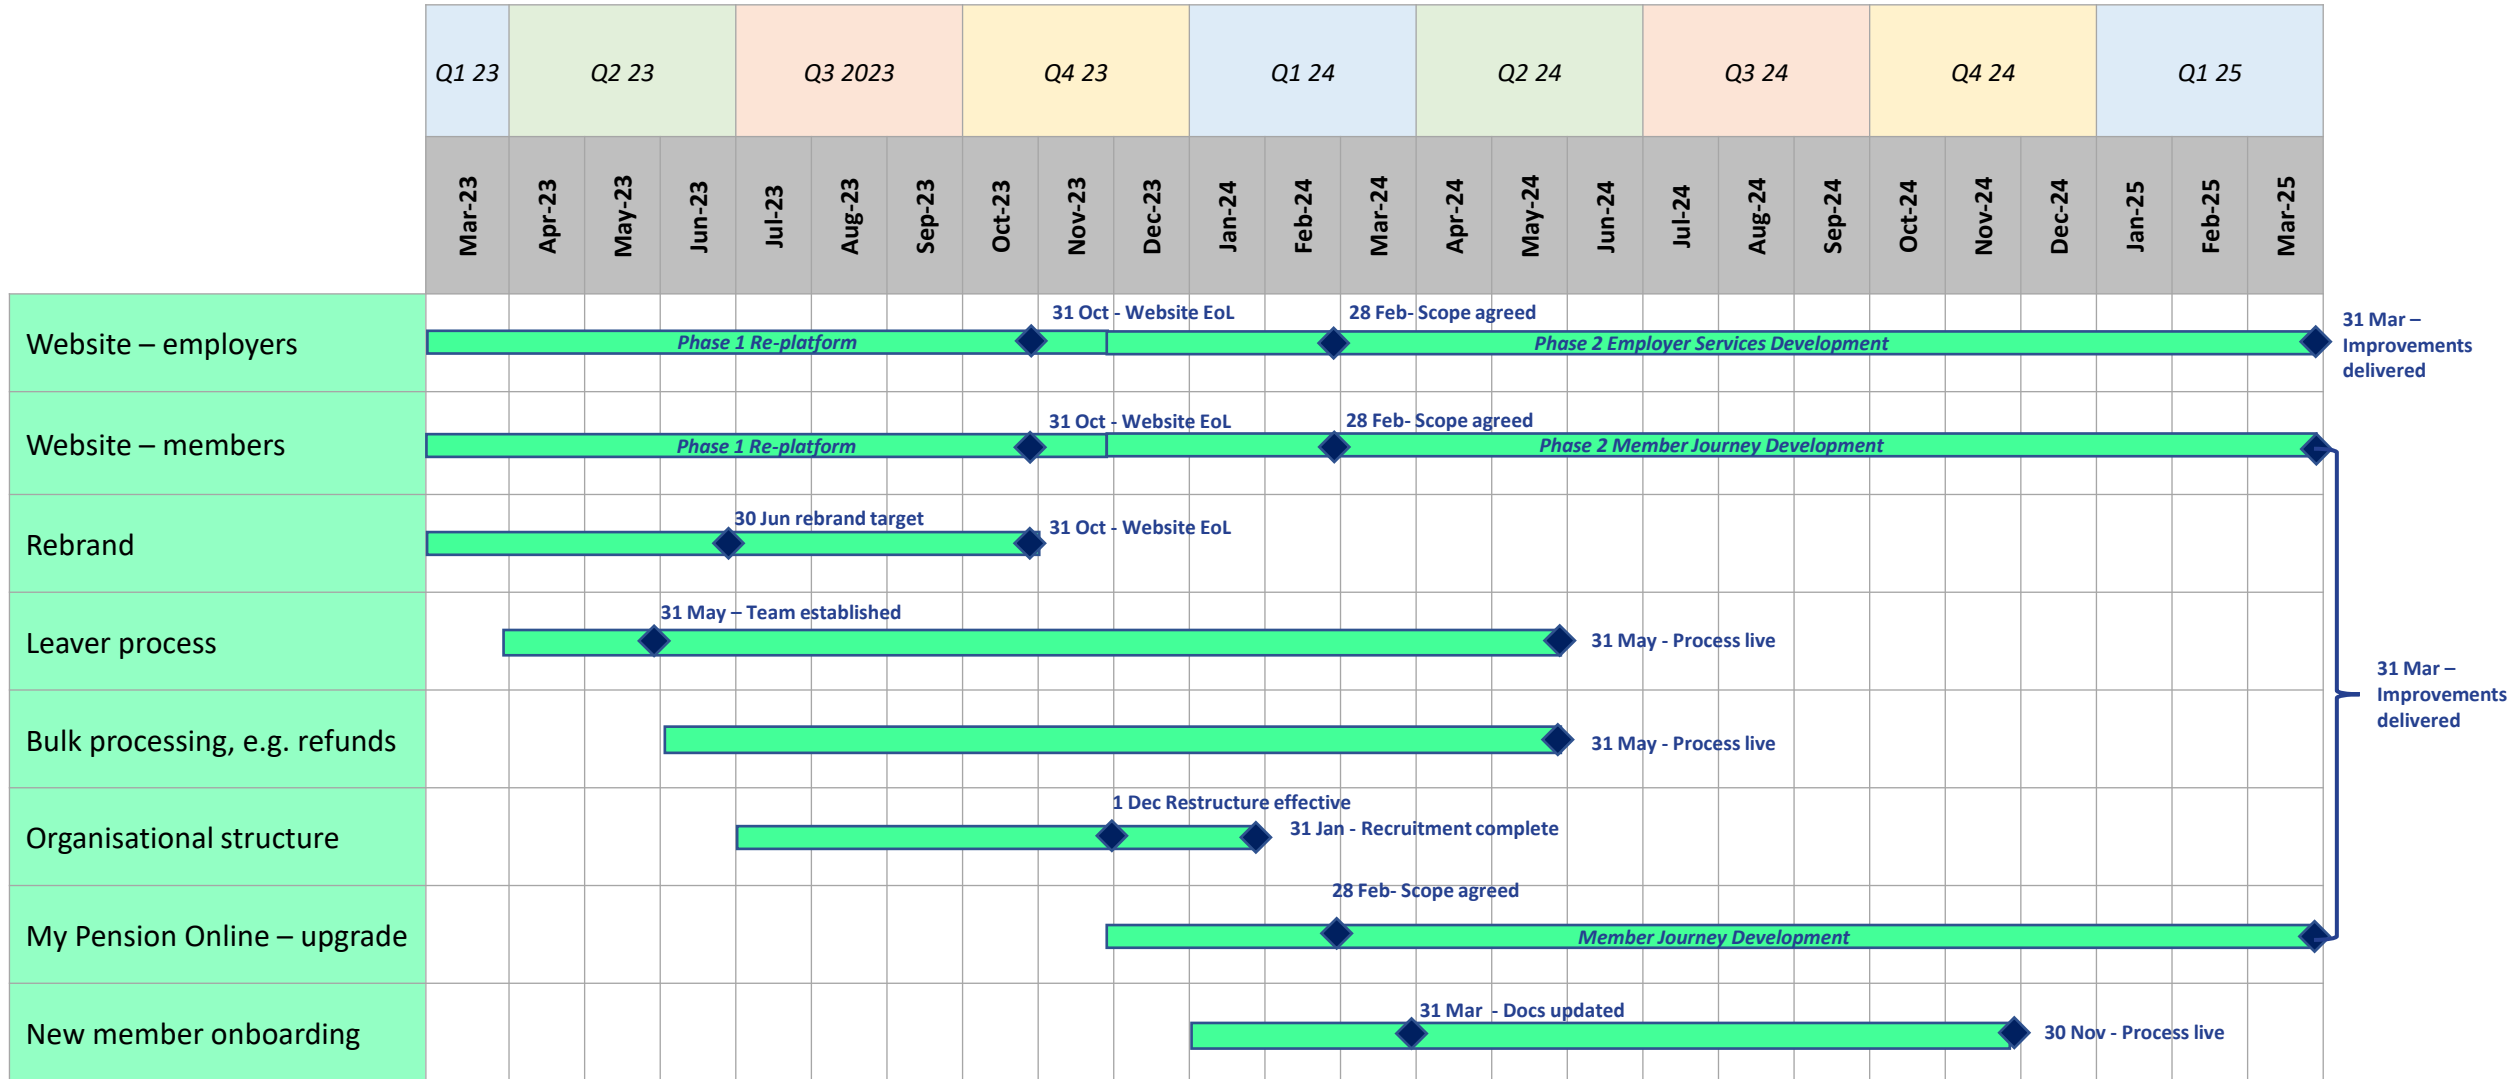 Q1 23
Q2 23
Q3 2023
Q4 23
Q1 24
Q2 24
Q3 24
Q4 24
Q1 25
Mar-23
Apr-23
May-23
Jun-23
Jul-23
Aug-23
Sep-23
Oct-23
Nov-23
Dec-23
Jan-24
Feb-24
Mar-24
Apr-24
May-24
Jun-24
Jul-24
Aug-24
Sep-24
Oct-24
Nov-24
Dec-24
Jan-25
Feb-25
Mar-25
Website – employers
Phase 1 Re-platform
31 Oct - Website EoL
28 Feb- Scope agreed
Phase 2 Employer Services Development
31 Mar –
Improvements
delivered
Website – members
Phase 1 Re-platform
31 Oct - Website EoL
28 Feb- Scope agreed
Phase 2 Member Journey Development
Rebrand
30 Jun rebrand target
31 Oct - Website EoL
Leaver process
31 May – Team established
31 May - Process live
31 Mar –
Improvements
delivered
Bulk processing, e.g. refunds
31 May - Process live
Organisational structure
1 Dec Restructure effective
31 Jan - Recruitment complete
My Pension Online – upgrade
28 Feb- Scope agreed
Member Journey Development
New member onboarding
31 Mar  - Docs updated
30 Nov - Process live